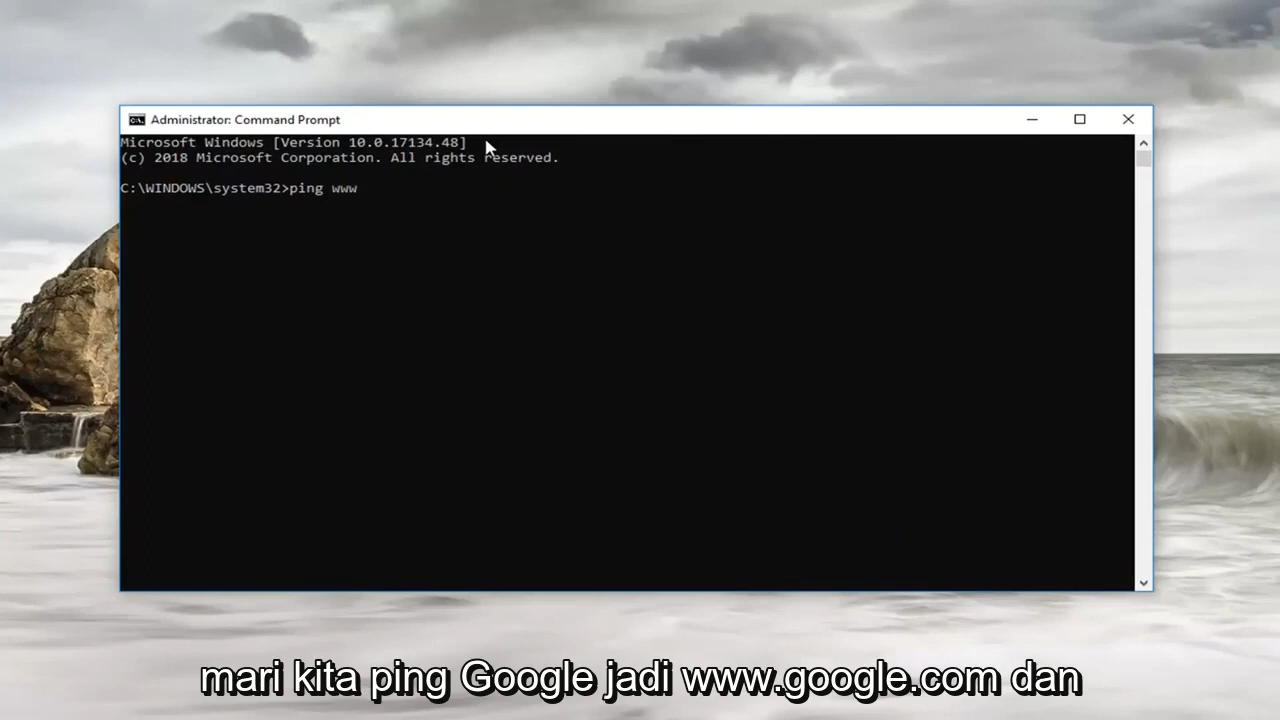 Administrator: Command Prompt
Microsoft Windows [Version 10.0.17134.48]
(c) 2018 Microsoft Corporation. All rights reserved.
C:\WINDOWS\system32>ping www
mari kita ping Google jadi www.google.com dan